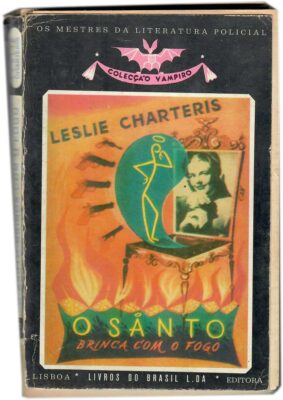 OS MESTRES DA LITERATURA POLICIAL
COLECÇÃO VAMPIRO
LESLIE CHARTERIS
O SANTO
BRINCA COM O FOGO
LISBOA * LIVROS DO BRASIL L.DA * EDITORA